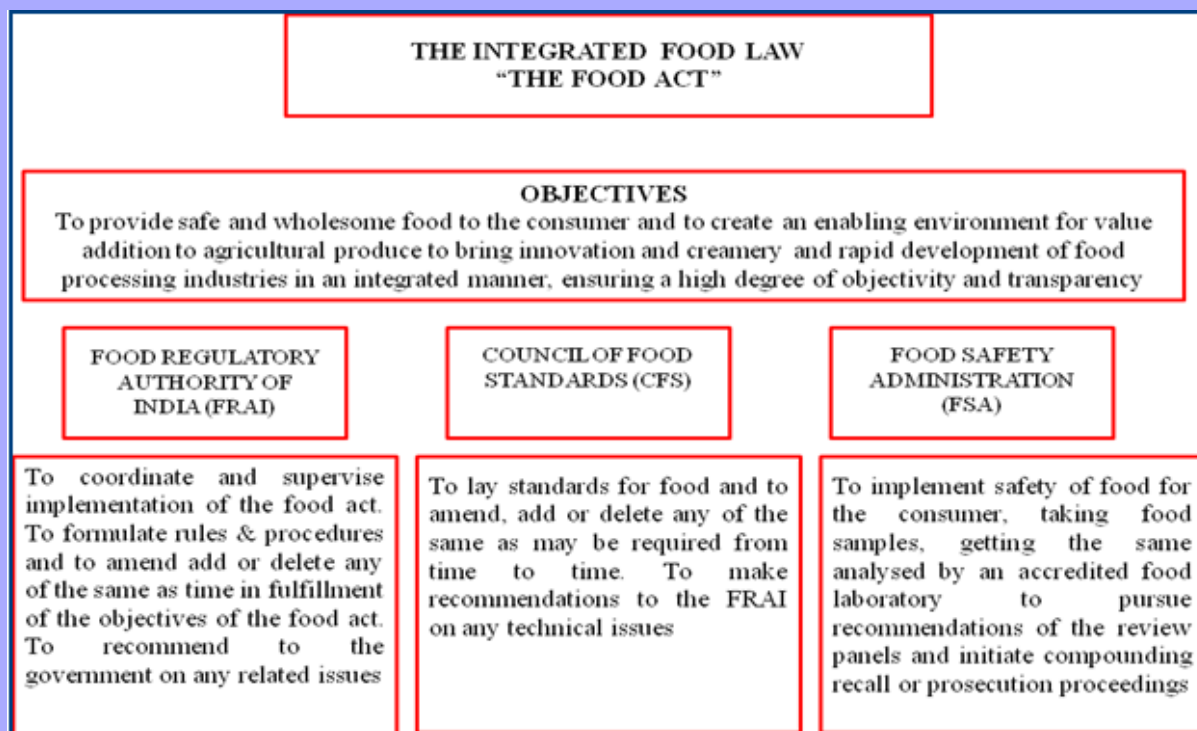 THE INTEGRATED FOOD LAW
“THE FOOD ACT”
OBJECTIVES
To provide safe and wholesome food to the consumer and to create an enabling environment for value
addition to agricultural produce to bring innovation and creamery and rapid development of food
processing industries in an integrated manner, ensuring a high degree of objectivity and transparency
FOOD REGULATORY
AUTHORITY OF
INDIA (FRAI)
COUNCIL OF FOOD
STANDARDS (CFS)
FOOD SAFETY
ADMINISTRATION
(FSA)
To coordinate and supervise
implementation of the food act.
To formulate rules & procedures
and to amend add or delete any
of the same as time in fulfillment
of the objectives of the food act.
To recommend to the
government on any related issues
To lay standards for food and to
amend, add or delete any of the
same as may be required from
time to time. To make
recommendations to the FRAI
on any technical issues
To implement safety of food for
the consumer, taking food
samples, getting the same
analysed by an accredited food
laboratory to pursue
recommendations of the review
panels and initiate compounding
recall or prosecution proceedings